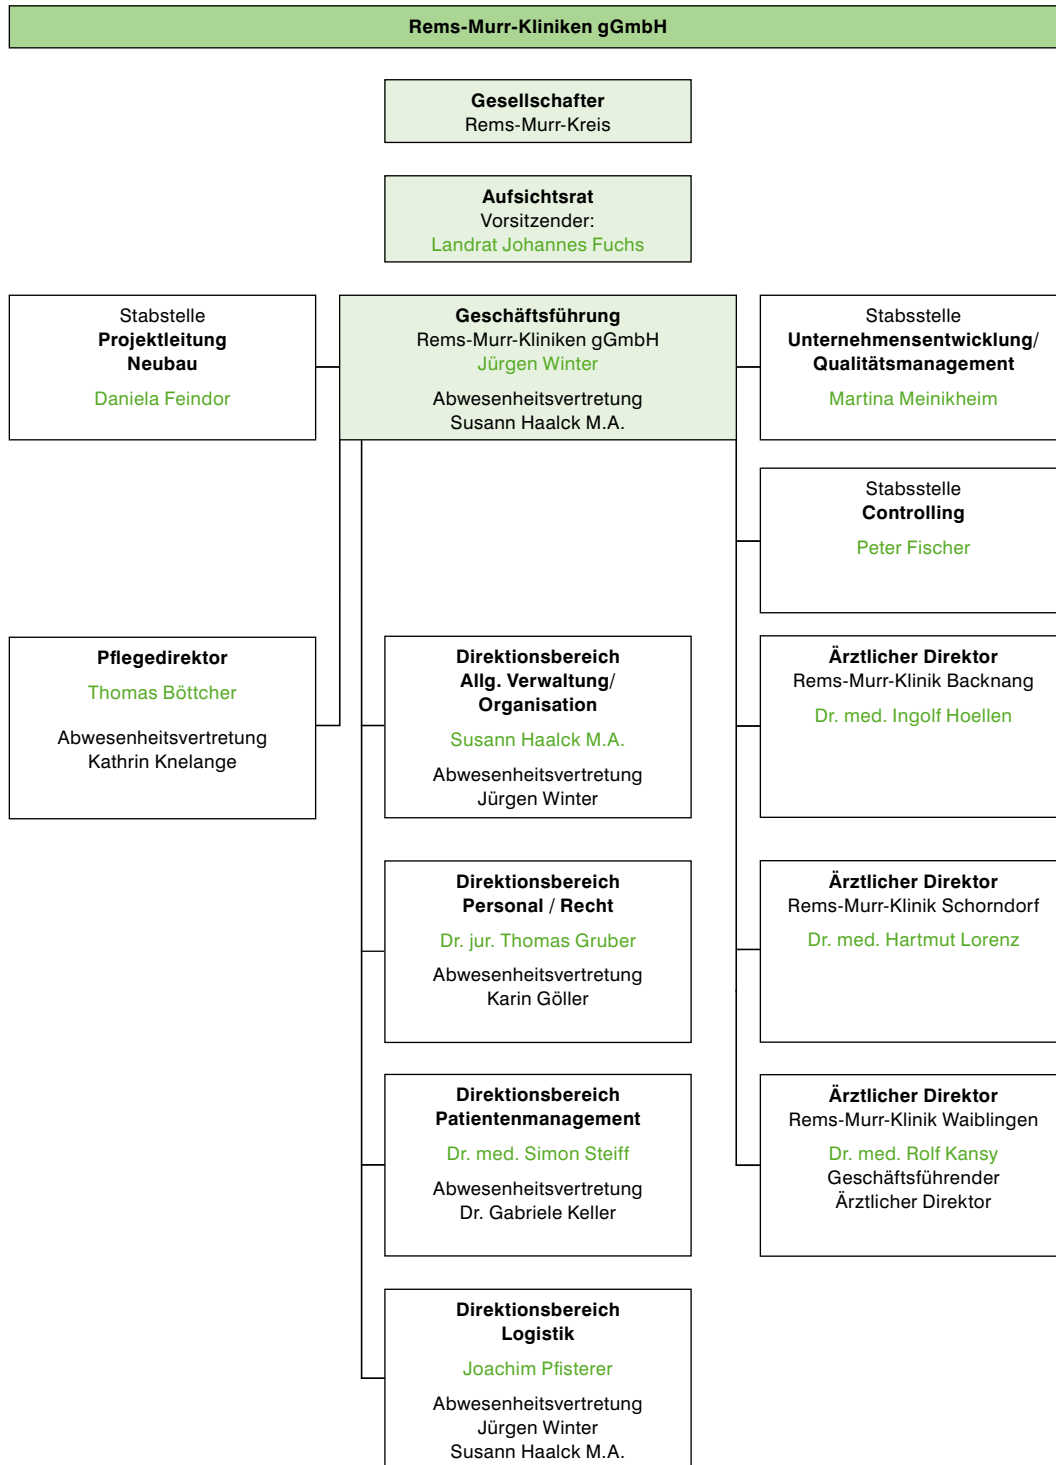 Rems-Murr-Kliniken gGmbH
Gesellschafter
Rems-Murr-Kreis
Aufsichtsrat
Vorsitzender:
Landrat Johannes Fuchs
Stabstelle
Projektleitung
Neubau
Daniela Feindor
Geschäftsführung
Rems-Murr-Kliniken gGmbH
Jürgen Winter
Abwesenheitsvertretung
Susann Haalck M.A.
Stabsstelle
Unternehmensentwicklung/
Qualitätsmanagement
Martina Meinikheim
Stabsstelle
Controlling
Peter Fischer
Pflegedirektor
Thomas Böttcher
Abwesenheitsvertretung
Kathrin Knelange
Direktionsbereich
Allg. Verwaltung/
Organisation
Susann Haalck M.A.
Abwesenheitsvertretung
Jürgen Winter
Ärztlicher Direktor
Rems-Murr-Klinik Backnang
Dr. med. Ingolf Hoellen
Direktionsbereich
Personal / Recht
Dr. jur. Thomas Gruber
Abwesenheitsvertretung
Karin Göller
Ärztlicher Direktor
Rems-Murr-Klinik Schorndorf
Dr. med. Hartmut Lorenz
Direktionsbereich
Patientenmanagement
Dr. med. Simon Steiff
Abwesenheitsvertretung
Dr. Gabriele Keller
Ärztlicher Direktor
Rems-Murr-Klinik Waiblingen
Dr. med. Rolf Kansy
Geschäftsführender
Ärztlicher Direktor
Direktionsbereich
Logistik
Joachim Pfisterer
Abwesenheitsvertretung
Jürgen Winter
Susann Haalck M.A.